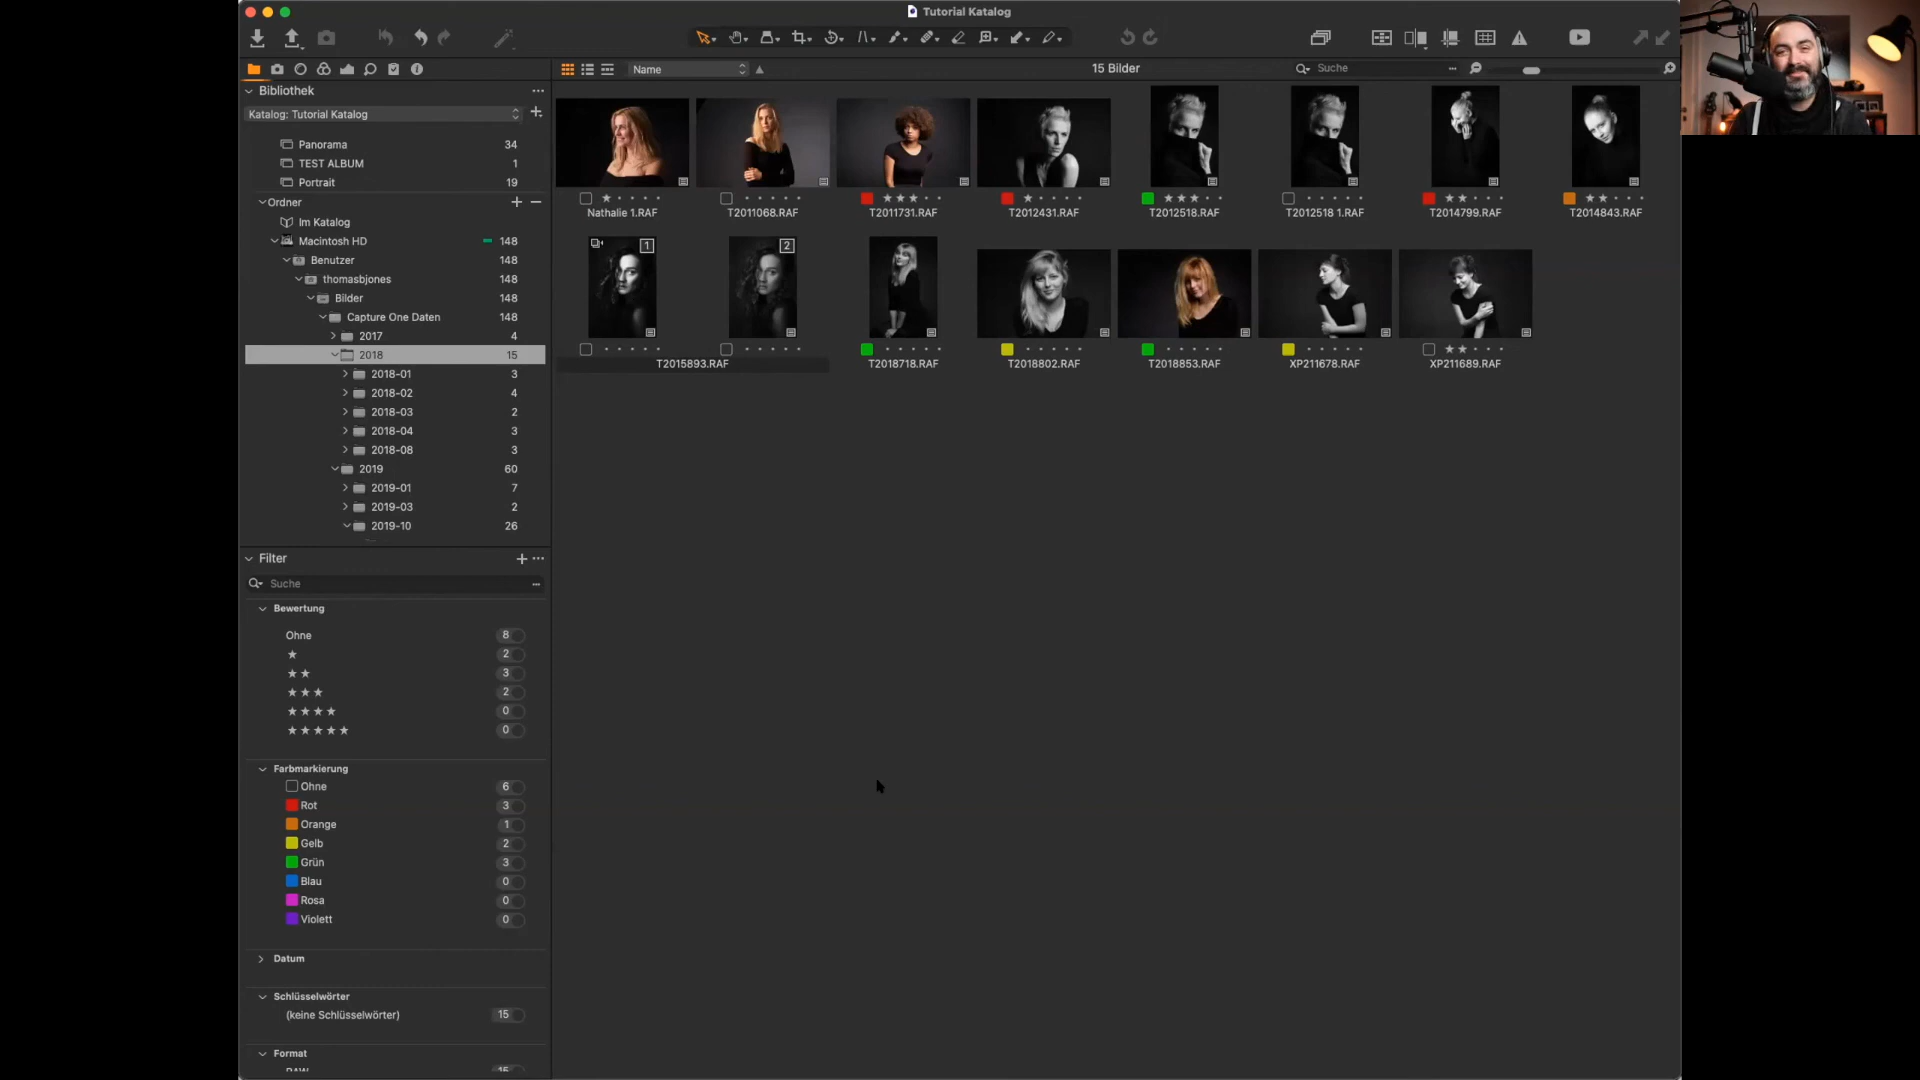 Tutorial Katalog
Name
15 Bilder
Suche
Bibliothek
Katalog: Tutorial Katalog
Panorama 34
TEST ALBUM 1
Portrait 19
Ordner
Im Katalog
Macintosh HD 148
Benutzer 148
thomasbjones 148
Bilder 148
Capture One Daten 148
2017 4
2018 15
2018-01 3
2018-02 4
2018-03 2
2018-04 3
2018-08 3
2019 60
2019-01 7
2019-03 2
2019-10 26
Nathalie 1.RAF
T2011068.RAF
T2011731.RAF
T2012431.RAF
T2012518.RAF
T2012518 1.RAF
T2014799.RAF
T2014843.RAF
1
2
T2015893.RAF
T2018718.RAF
T2018802.RAF
T2018853.RAF
XP211678.RAF
XP211689.RAF
Filter
Suche
Bewertung
Ohne 8
2
3
2
0
0
Farbmarkierung
Ohne 6
Rot 3
Orange 1
Gelb 2
Grün 3
Blau 0
Rosa 0
Violett 0
Datum
Schlüsselwörter
(keine Schlüsselwörter) 15
Format
RAW 15